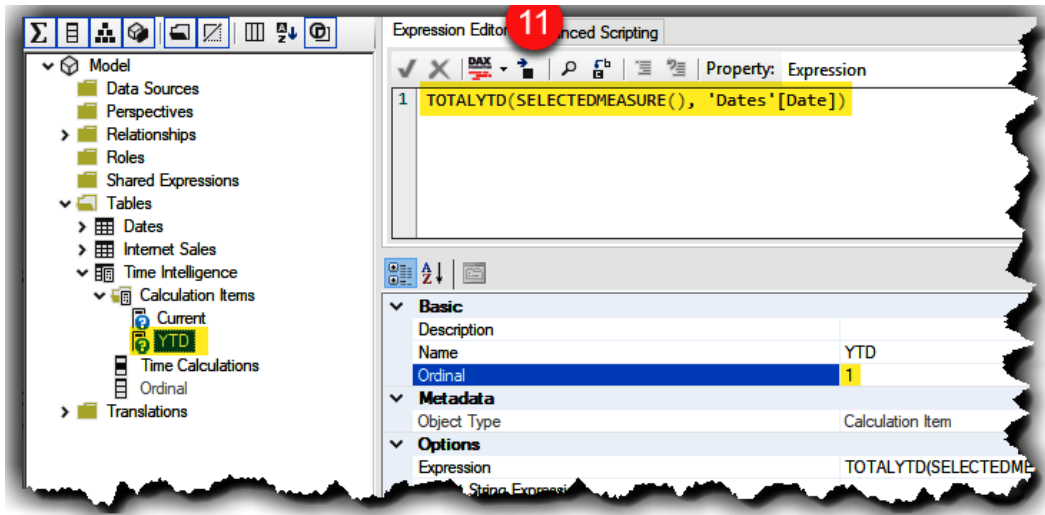 11
Expression Editor
nced Scripting
Property: Expression
1 TOTALYTD(SELECTEDMEASURE(), 'Dates'[Date])
Model
Data Sources
Perspectives
Relationships
Roles
Shared Expressions
Tables
Dates
Internet Sales
Time Intelligence
Calculation Items
Current
YTD
Time Calculations
Ordinal
Translations
Basic
Description
Name YTD
Ordinal 1
Metadata
Object Type Calculation Item
Options
Expression TOTALYTD(SELECTEDME
String Expressi